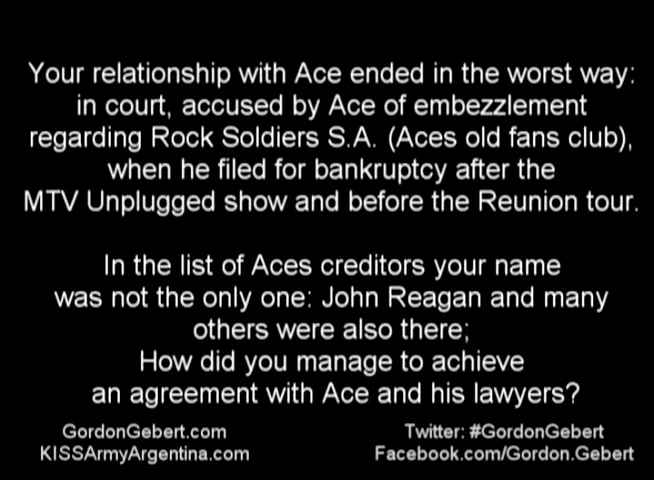 Your relationship with Ace ended in the worst way:
in court, accused by Ace of embezzlement
regarding Rock Soldiers S.A. (Aces old fans club),
when he filed for bankruptcy after the
MTV Unplugged show and before the Reunion tour.
In the list of Aces creditors your name
was not the only one: John Reagan and many
others were also there;
How did you manage to achieve
an agreement with Ace and his lawyers?
GordonGebert.com
Twitter: #GordonGebert
KISSArmyArgentina.com
Facebook.com/Gordon.Gebert